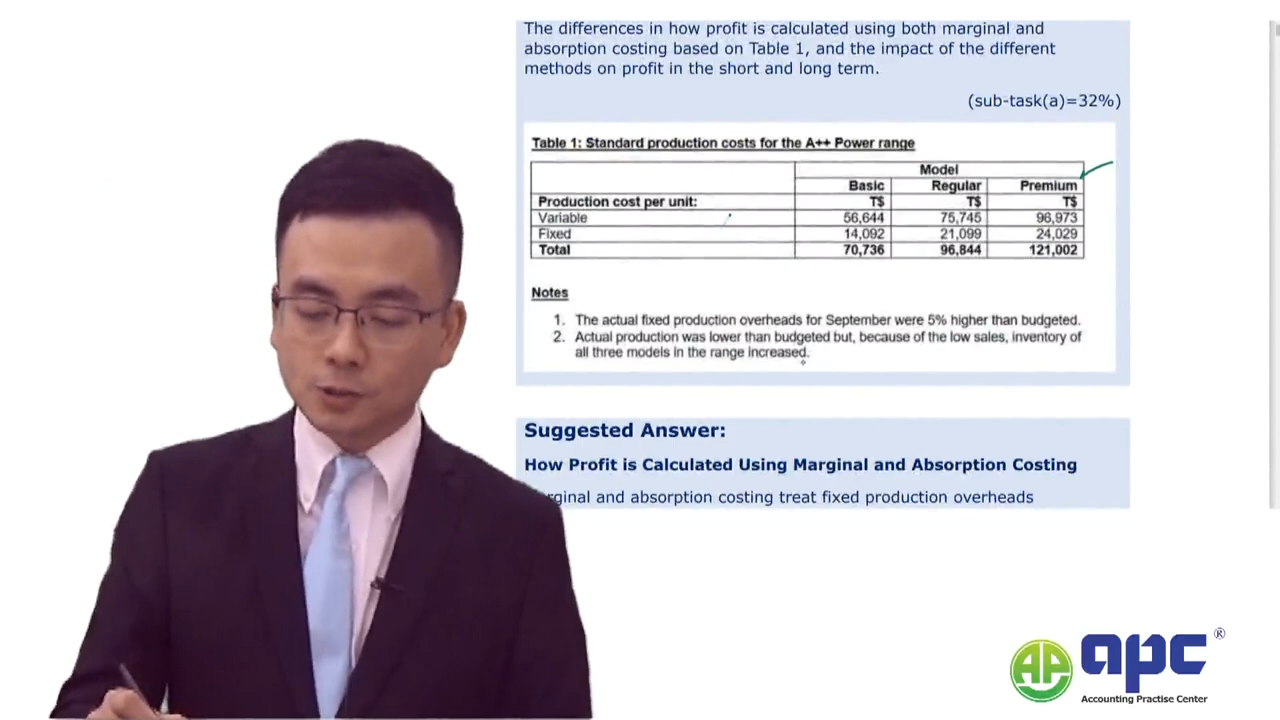 The differences in how profit is calculated using both marginal and
absorption costing based on Table 1, and the impact of the different
methods on profit in the short and long term.
(sub-task(a)=32%)
Table 1: Standard production costs for the A++ Power range
Model
Basic Regular Premium
Production cost per unit: T$ T$ T$
Variable 56,644 75,745 96,973
Fixed 14,092 21,099 24,029
Total 70,736 96,844 121,002
Notes
1. The actual fixed production overheads for September were 5% higher than budgeted.
2. Actual production was lower than budgeted but, because of the low sales, inventory of
all three models in the range increased.
Suggested Answer:
How Profit is Calculated Using Marginal and Absorption Costing
and absorption costing treat fixed production overheads
apc®
Accounting Practise Center